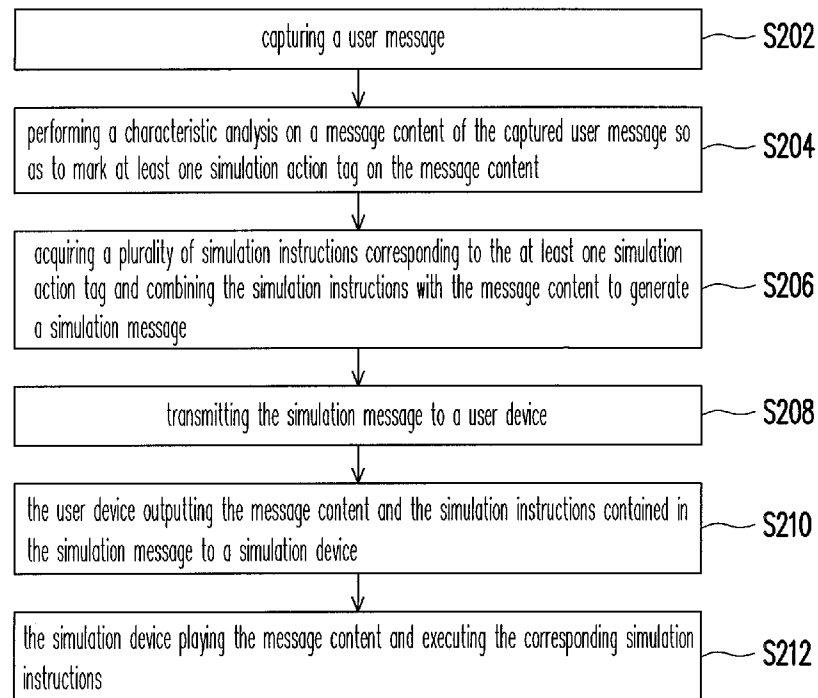 capturing a user message
S202
performing a characteristic analysis on a message content of the captured user message so
as to mark at least one simulation action tag on the message content
S204
acquiring a plurality of simulation instructions corresponding to the at least one simulation
action tag and combining the simulation instructions with the message content to generate
a simulation message
S206
transmitting the simulation message to a user device
S208
the user device outputting the message content and the simulation instructions contained in
the simulation message to a simulation device
S210
the simulation device playing the message content and executing the corresponding simulation
instructions
S212